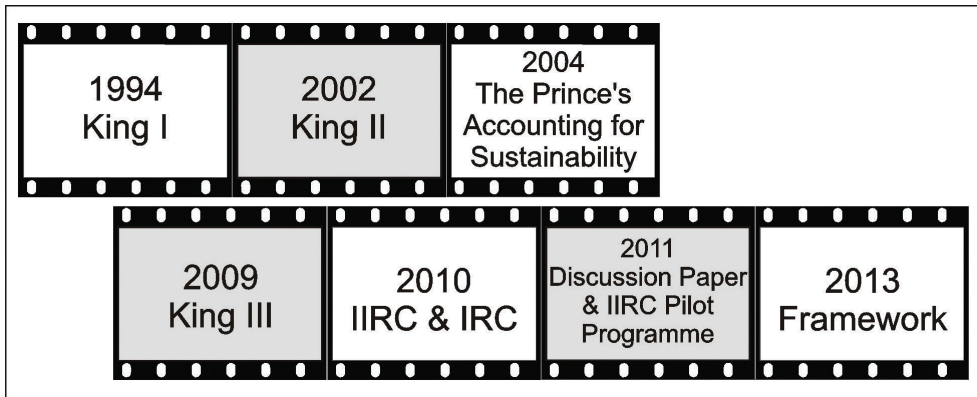 1994
King I
2002
King II
2004
The Prince's
Accounting for
Sustainability
2009
King III
2010
IIRC & IRC
2011
Discussion Paper
& IIRC Pilot
Programme
2013
Framework